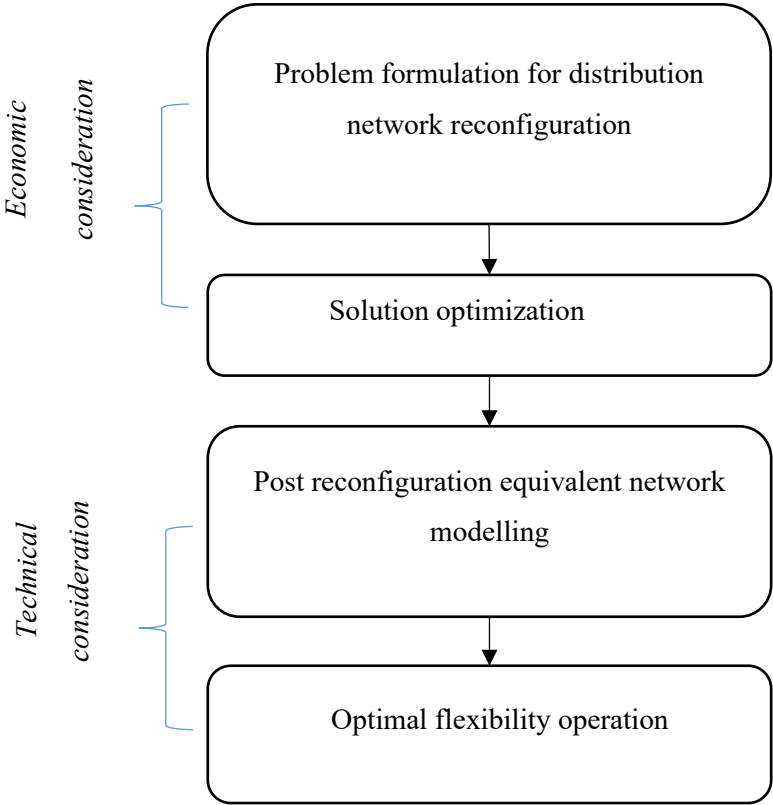 Economic
consideration
Problem formulation for distribution
network reconfiguration
Solution optimization
Technical
consideration
Post reconfiguration equivalent network
modelling
Optimal flexibility operation